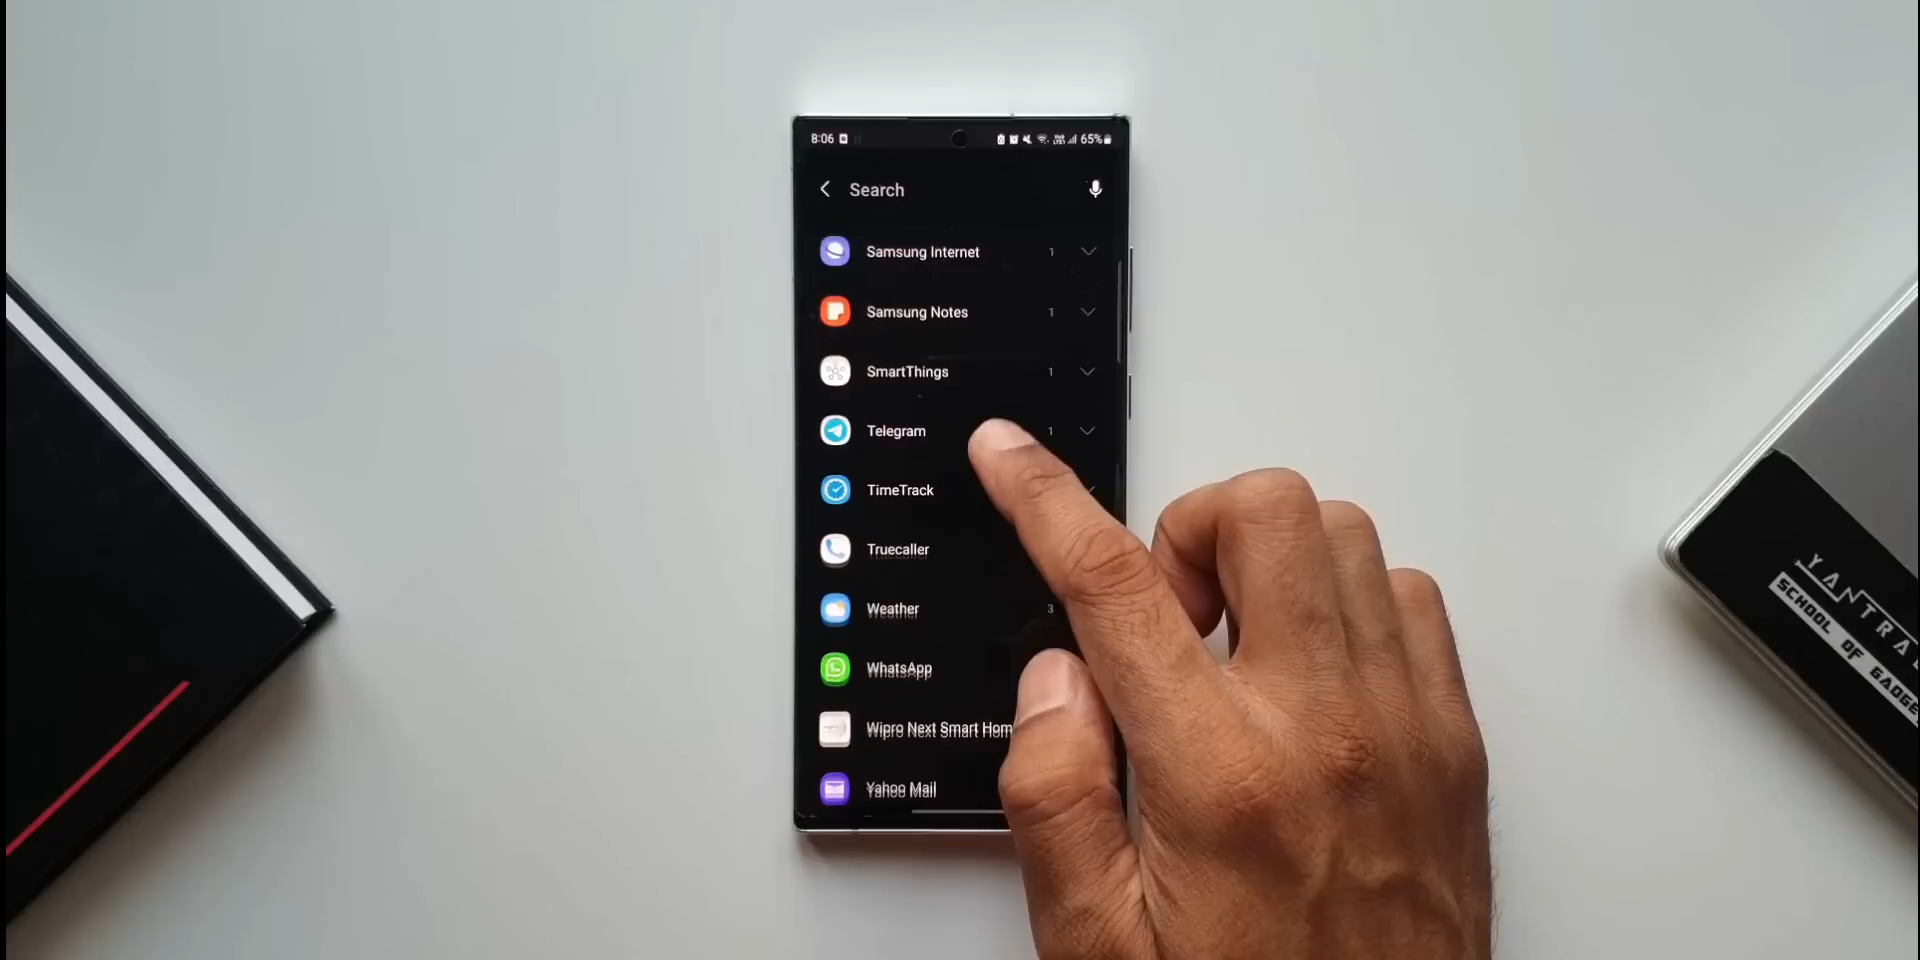 8:06 65%
Search
Samsung Internet 1
Samsung Notes 1
SmartThings 1
Telegram 1
TimeTrack
Truecaller
Weather 3
WhatsApp
Wipro Next Smart Hom
Yahoo Mail
YANTRA
SCHOOL OF GADGE